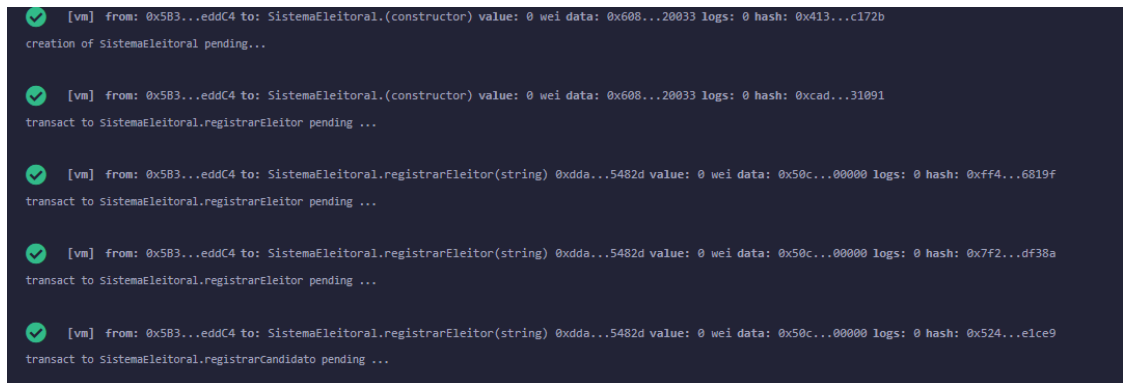 [vm] from: 0x5B3...eddC4 to: SistemaEleitoral.(constructor) value: 0 wei data: 0x608...20033 logs: 0 hash: 0x413...c172b
creation of SistemaEleitoral pending...
[vm] from: 0x5B3...eddC4 to: SistemaEleitoral.(constructor) value: 0 wei data: 0x608...20033 logs: 0 hash: 0xcad...31091
transact to SistemaEleitoral.registrarEleitor pending ...
[vm] from: 0x5B3...eddC4 to: SistemaEleitoral.registrarEleitor(string) 0xdda...5482d value: 0 wei data: 0x50c...00000 logs: 0 hash: 0xff4...6819f
transact to SistemaEleitoral.registrarEleitor pending ...
[vm] from: 0x5B3...eddC4 to: SistemaEleitoral.registrarEleitor(string) 0xdda...5482d value: 0 wei data: 0x50c...00000 logs: 0 hash: 0x7f2...df38a
transact to SistemaEleitoral.registrarEleitor pending ...
[vm] from: 0x5B3...eddC4 to: SistemaEleitoral.registrarEleitor(string) 0xdda...5482d value: 0 wei data: 0x50c...00000 logs: 0 hash: 0x524...e1ce9
transact to SistemaEleitoral.registrarCandidato pending ...